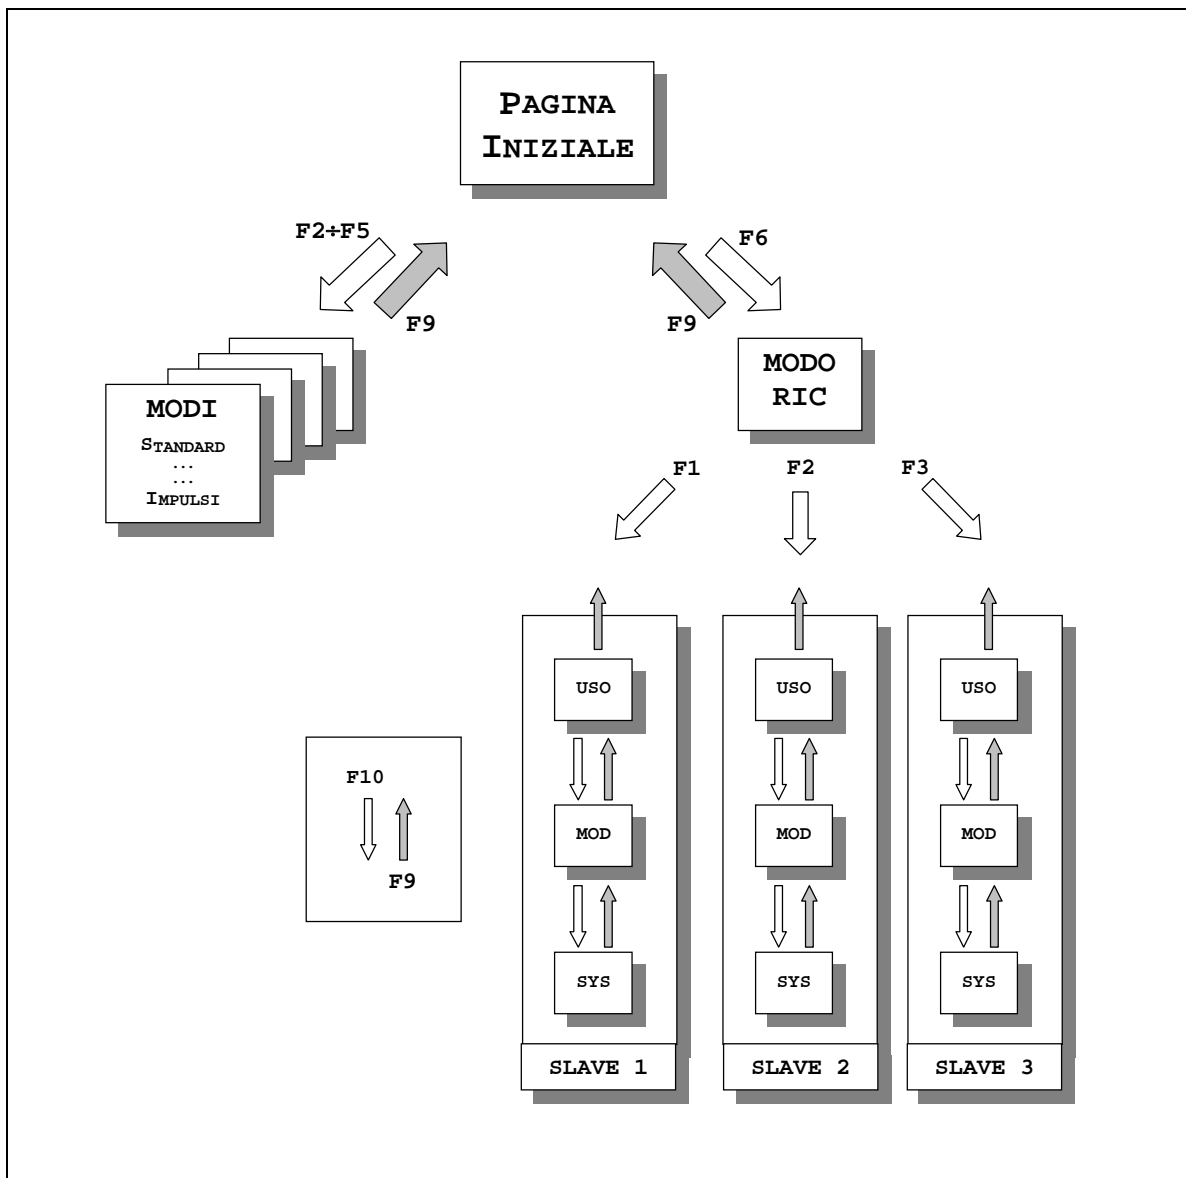 PAGINA
INIZIALE
F2÷F5
F6
F9
F9
MODO
RIC
MODI
STANDARD
...
...
IMPULSI
F1
F2
F3
USO
USO
USO
F10
F9
MOD
MOD
MOD
SYS
SYS
SYS
SLAVE 1
SLAVE 2
SLAVE 3